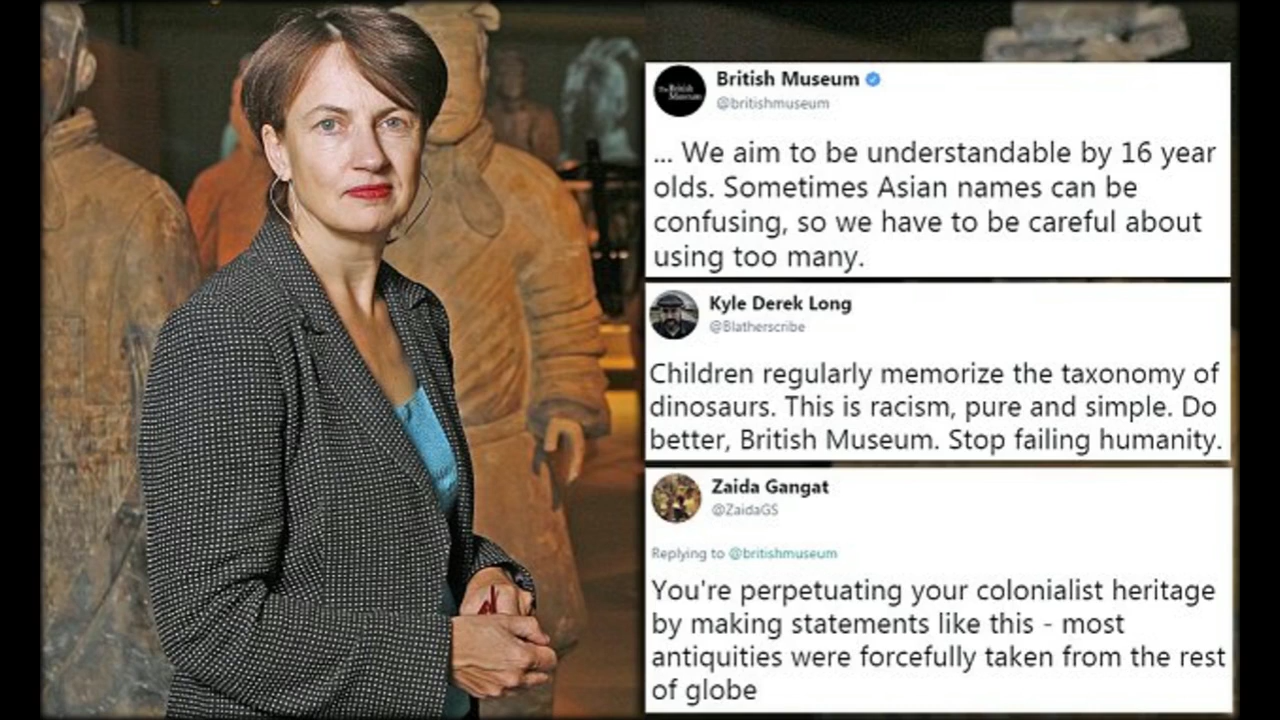 British Museum
@britishmuseum
... We aim to be understandable by 16 year
olds. Sometimes Asian names can be
confusing, so we have to be careful about
using too many.
Kyle Derek Long
@Blatherscribe
Children regularly memorize the taxonomy of
dinosaurs. This is racism, pure and simple. Do
better, British Museum. Stop failing humanity.
Zaida Gangat
@ZaidaGS
Replying to @britishmuseum
You're perpetuating your colonialist heritage
by making statements like this - most
antiquities were forcefully taken from the rest
of globe